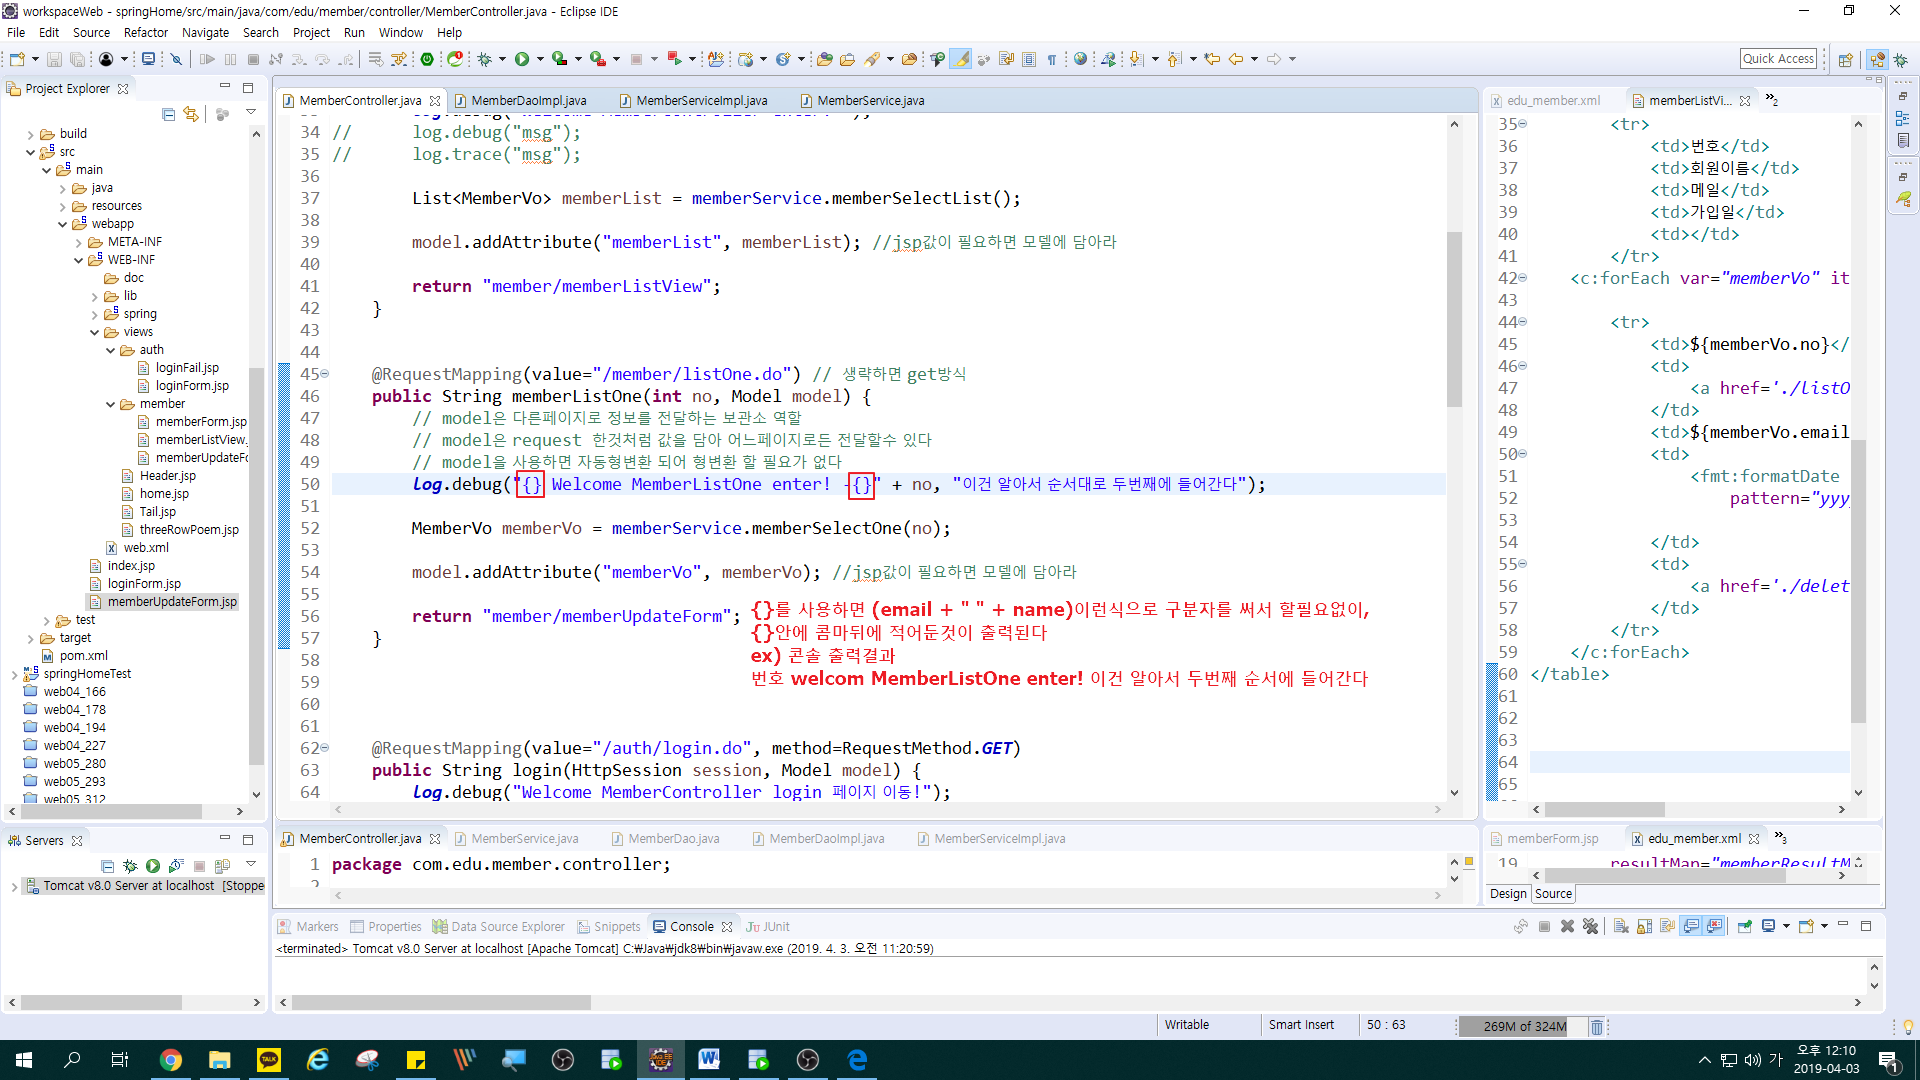 workspaceWeb - springHome/src/main/java/com/edu/member/controller/MemberController.java - Eclipse IDE
File Edit Source Refactor Navigate Search Project Run Window Help
Quick Access
Project Explorer
build
src
main
java
resources
webapp
META-INF
WEB-INF
doc
lib
spring
views
auth
loginFail.jsp
loginForm.jsp
member
memberForm.jsp
memberListView.
memberUpdateFo
Header.jsp
home.jsp
Tail.jsp
threeRowPoem.jsp
web.xml
index.jsp
loginForm.jsp
memberUpdateForm.jsp
test
target
pom.xml
springHomeTest
web04_166
web04_178
web04_194
web04_227
web05_280
web05_293
web05_312
Servers
Tomcat v8.0 Server at localhost [Stoppe
MemberController.java MemberDaoImpl.java MemberServiceImpl.java MemberService.java
34 // log.debug("msg");
35 // log.trace("msg");
36
37 List<MemberVo> memberList = memberService.memberSelectList();
38
39 model.addAttribute("memberList", memberList); //jsp값이 필요하면 모델에 담아라
40
41 return "member/memberListView";
42 }
43
44
45 @RequestMapping(value="/member/listOne.do") // 생략하면 get방식
46 public String memberListOne(int no, Model model) {
47 // model은 다른페이지로 정보를 전달하는 보관소 역할
48 // model은 request 한것처럼 값을 담아 어느페이지로든 전달할수 있다
49 // model을 사용하면 자동형변환 되어 형변환 할 필요가 없다
50 log.debug("{} Welcome MemberListOne enter! -{}" + no, "이건 알아서 순서대로 두번째에 들어간다");
51
52 MemberVo memberVo = memberService.memberSelectOne(no);
53
54 model.addAttribute("memberVo", memberVo); //jsp값이 필요하면 모델에 담아라
55
56 return "member/memberUpdateForm";
57 }
58
59
60
61
62 @RequestMapping(value="/auth/login.do", method=RequestMethod.GET)
63 public String login(HttpSession session, Model model) {
64 log.debug("Welcome MemberController login 페이지 이동!");
{}를 사용하면 (email + " " + name)이런식으로 구분자를 써서 할필요없이,
{}안에 콤마뒤에 적어둔것이 출력된다
ex) 콘솔 출력결과
번호 welcom MemberListOne enter! 이건 알아서 두번째 순서에 들어간다
edu_member.xml memberListVi... 2
35 <tr>
36 <td>번호</td>
37 <td>회원이름</td>
38 <td>메일</td>
39 <td>가입일</td>
40 <td></td>
41 </tr>
42 <c:forEach var="memberVo" it
43
44 <tr>
45 <td>${memberVo.no}</
46 <td>
47 <a href='./listO
48 </td>
49 <td>${memberVo.email
50 <td>
51 <fmt:formatDate
52 pattern="yyy
53
54 </td>
55 <td>
56 <a href='./delet
57 </td>
58 </tr>
59 </c:forEach>
60 </table>
61
62
63
64
65
MemberController.java MemberService.java MemberDao.java MemberDaoImpl.java MemberServiceImpl.java
1 package com.edu.member.controller;
2
memberForm.jsp edu_member.xml 3
19 resultMap="memberResultM
Design Source
Markers Properties Data Source Explorer Snippets Console JUnit
<terminated> Tomcat v8.0 Server at localhost [Apache Tomcat] C:₩Java₩jdk8₩bin₩javaw.exe (2019. 4. 3. 오전 11:20:59)
Writable Smart Insert 50 : 63 269M of 324M
TALK
가
오후 12:10
2019-04-03
1